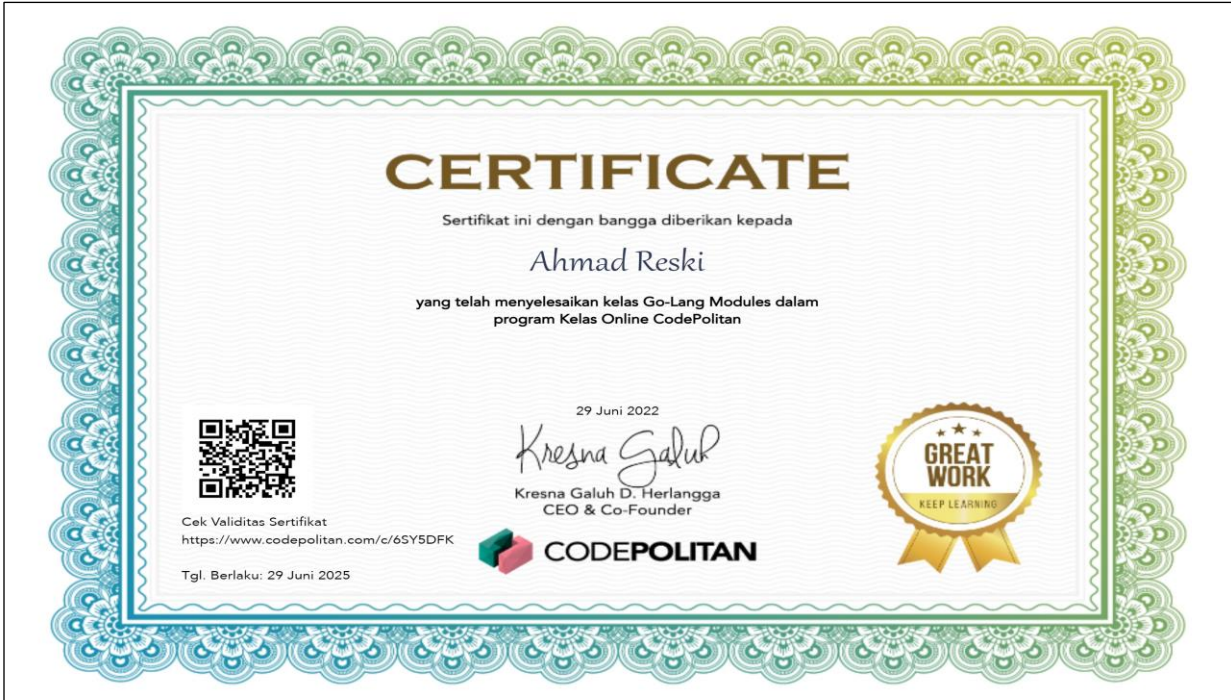 CERTIFICATE
Sertifikat ini dengan bangga diberikan kepada
Ahmad Reski
yang telah menyelesaikan kelas Go-Lang Modules dalam
program Kelas Online CodePolitan
29 Juni 2022
Kresna Galuh
Kresna Galuh D. Herlangga
CEO & Co-Founder
CODEPOLITAN
Cek Validitas Sertifikat
https://www.codepolitan.com/c/6SY5DFK
Tgl. Berlaku: 29 Juni 2025
GREAT
WORK
KEEP LEARNING